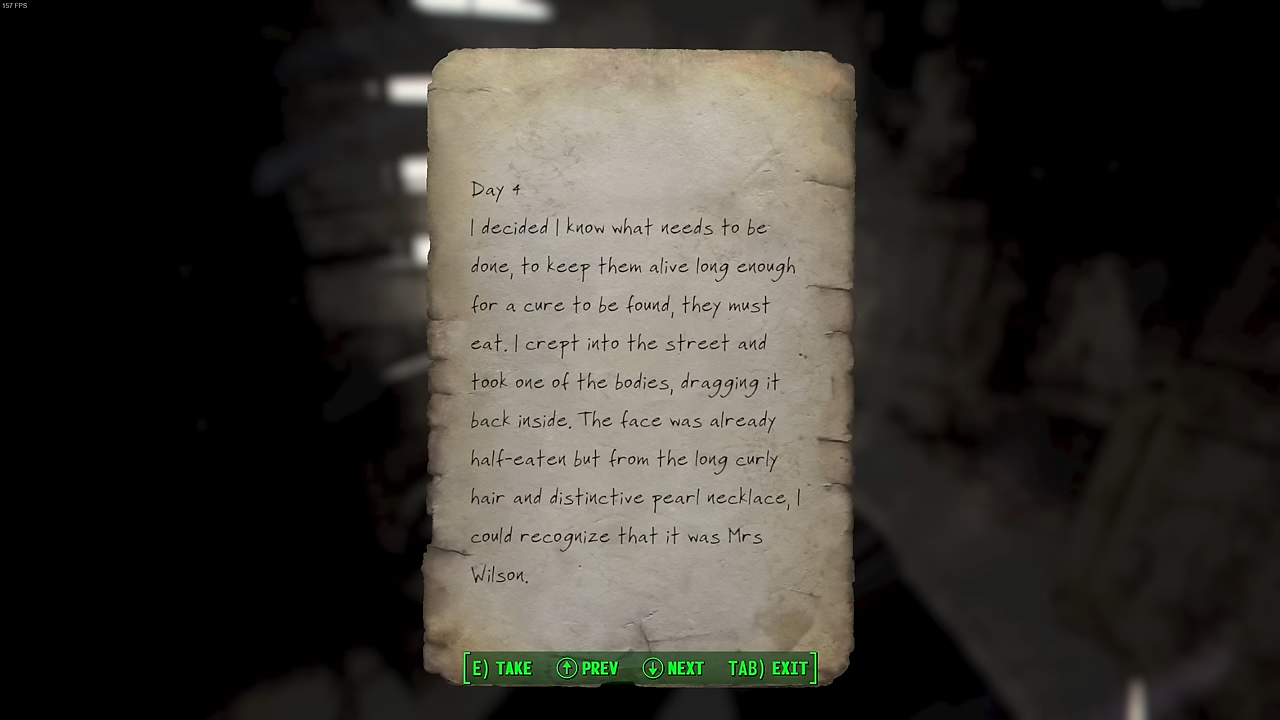 157 FPS
Day 4
I decided I know what needs to be
done, to keep them alive long enough
for a cure to be found, they must
eat. I crept into the street and
took one of the bodies, dragging it
back inside. The face was already
half-eaten but from the long curly
hair and distinctive pearl necklace, I
could recognize that it was Mrs
Wilson.
E) TAKE PREV NEXT TAB) EXIT